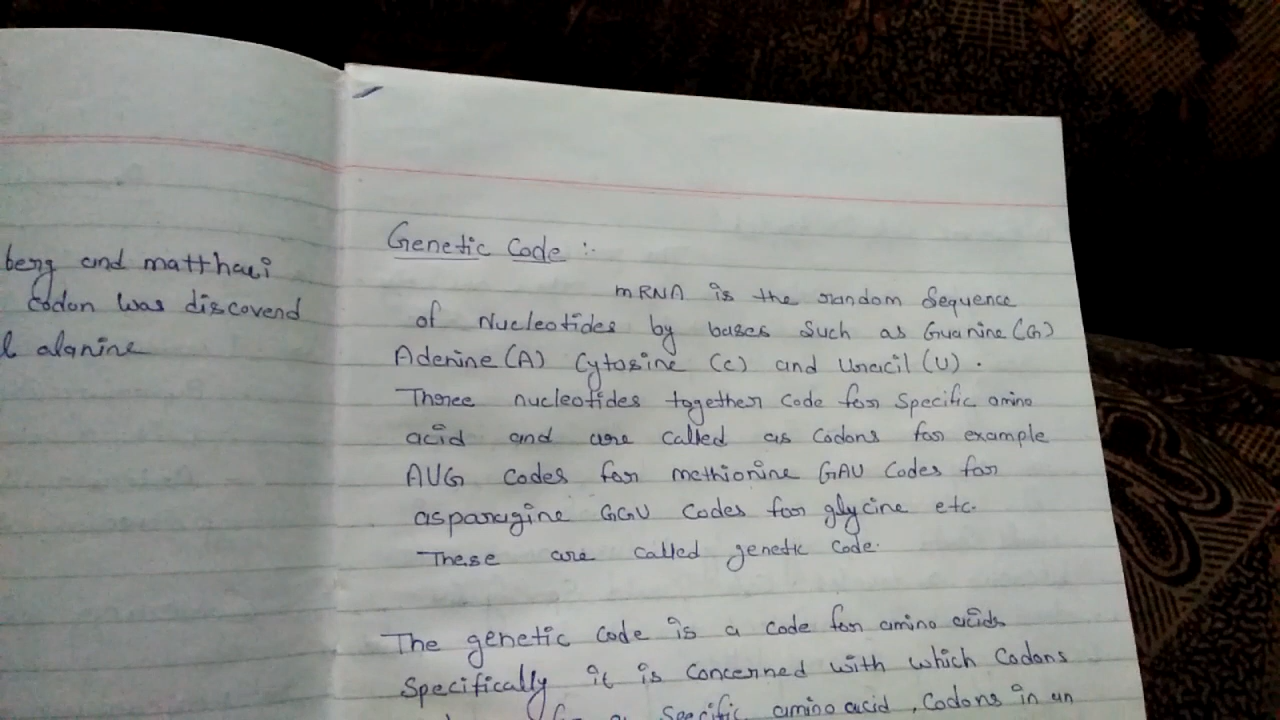 berg and matthaei
codon was discoverd
alanine
Genetic Code :-
mRNA is the random Sequence
of Nucleotides by bases Such as Guanine (G)
Adenine (A) Cytosine (C) and Uracil (U) .
Three nucleotides together Code for Specific amino
acid and are called as Codons for example
AUG Codes for methionine GAU Codes for
asparagine GGU Codes for glycine etc.
These are called genetic Code.
The genetic Code is a Code for amino acids
Specifically it is Concerned with which Codons
a Specific amino acid , Codons in an